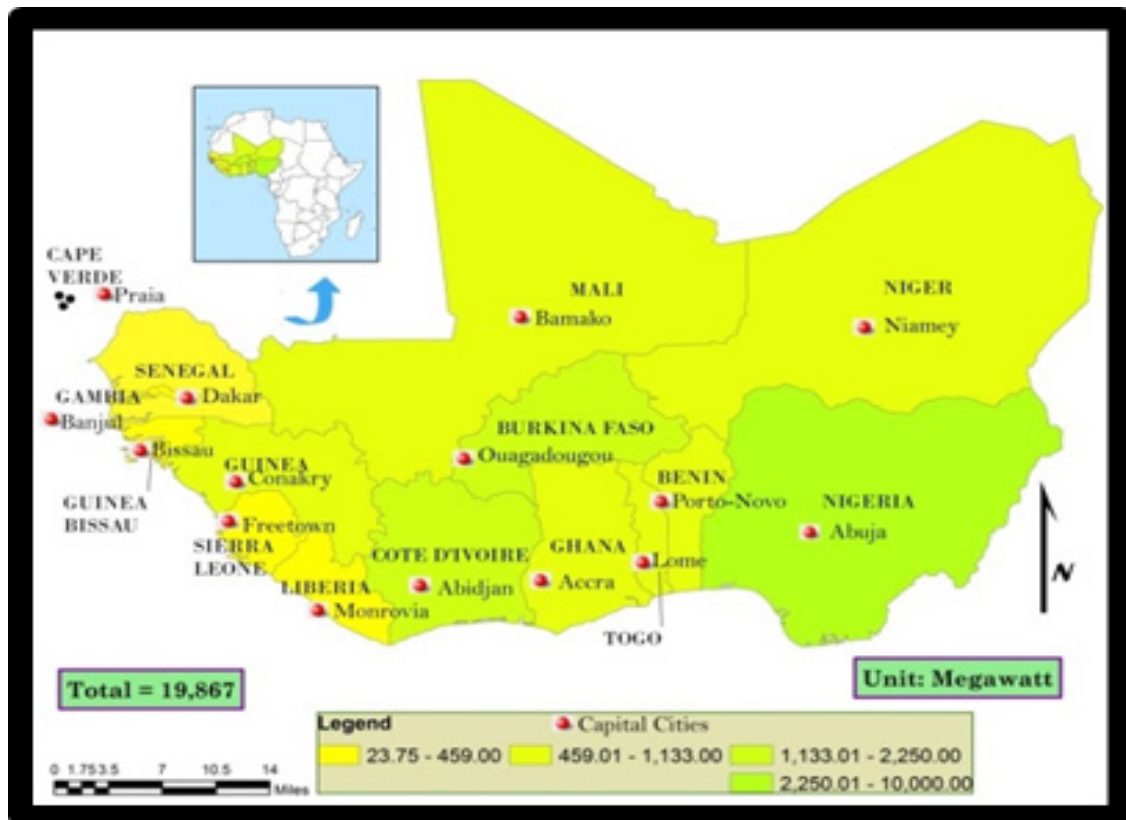 CAPE
VERDE
Praia
MALI
Bamako
NIGER
Niamey
SENEGAL
Dakar
GAMBIA
Banjul
BURKINA FASO
Ouagadougou
Bissau
GUINEA
Conakry
BENIN
Porto-Novo
GUINEA
BISSAU
NIGERIA
Abuja
Freetown
SIERRA
LEONE
COTE D'IVOIRE
Abidjan
GHANA
Accra
Lome
LIBERIA
Monrovia
TOGO
N
Total = 19,867
Unit: Megawatt
Legend
Capital Cities
23.75 - 459.00
459.01 - 1,133.00
1,133.01 - 2,250.00
2,250.01 - 10,000.00
0 1.75 3.5 7 10.5 14
Miles